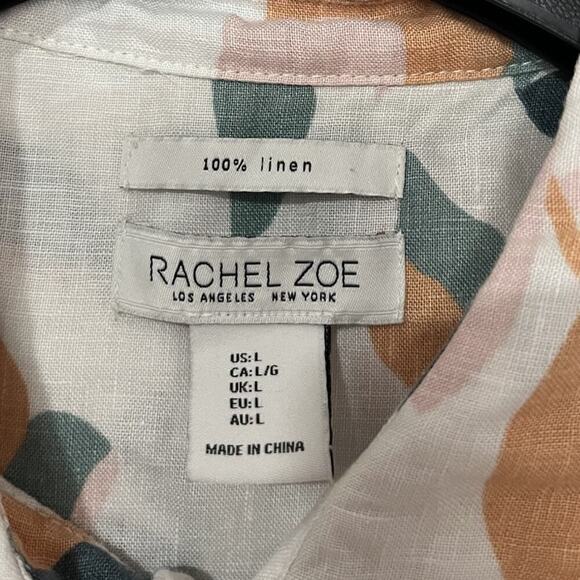 100% linen
RACHEL ZOE
LOS ANGELES NEW YORK
US: L
CA: L/G
UK: L
EU: L
AU: L
MADE IN CHINA